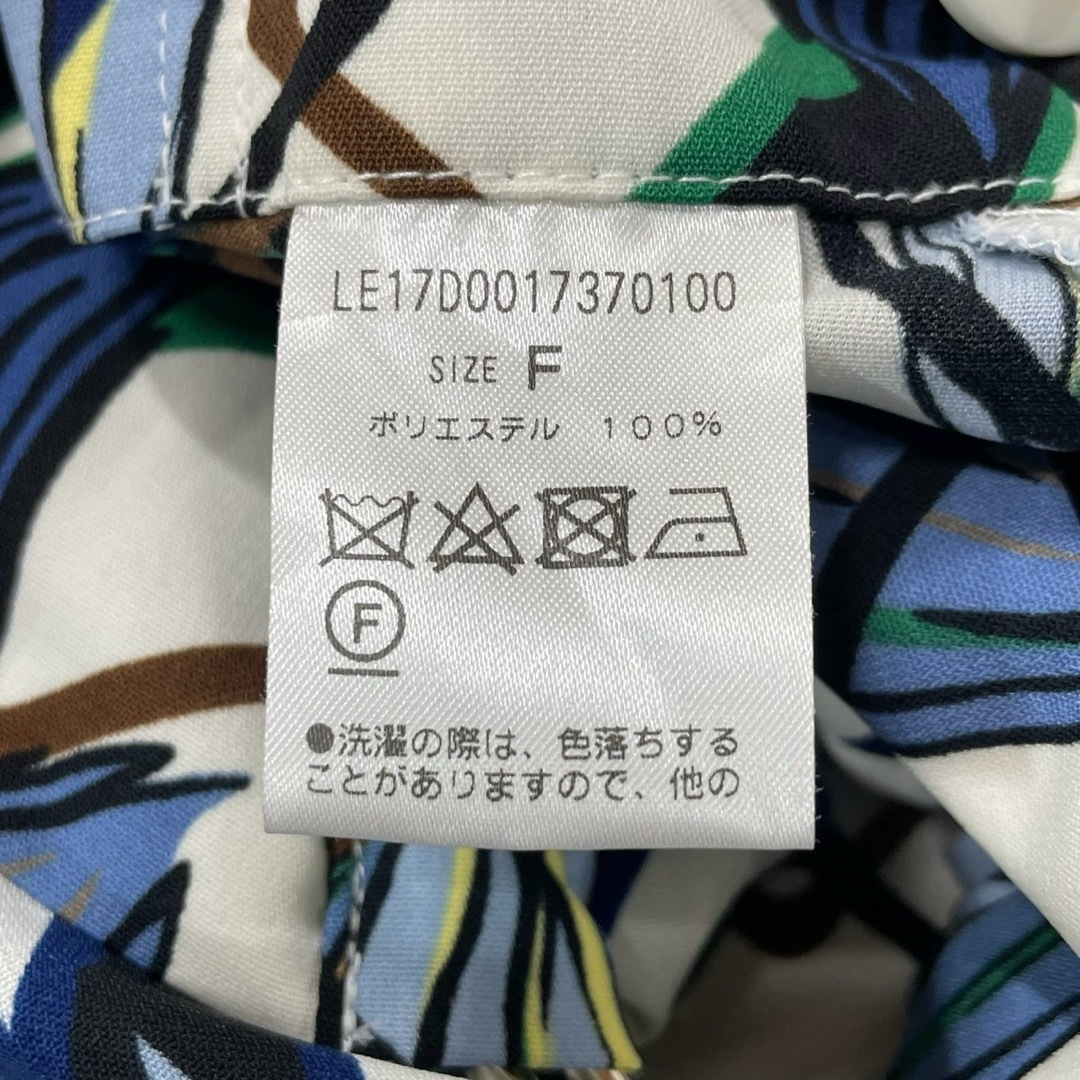 LE17D0017370100
SIZE F
ポリエステル 100%
F
●洗濯の際は、色落ちする
ことがありますので、他の